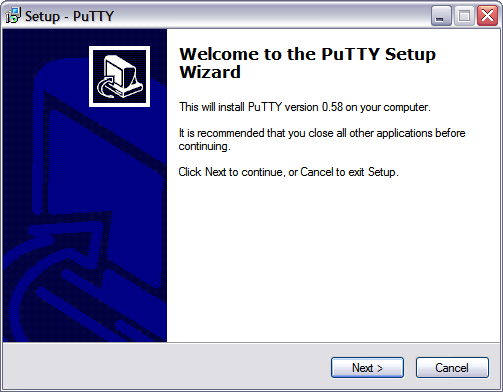 Setup - PuTTY
Welcome to the PuTTY Setup
Wizard
This will install PuTTY version 0.58 on your computer.
It is recommended that you close all other applications before
continuing.
Click Next to continue, or Cancel to exit Setup.
Next >
Cancel